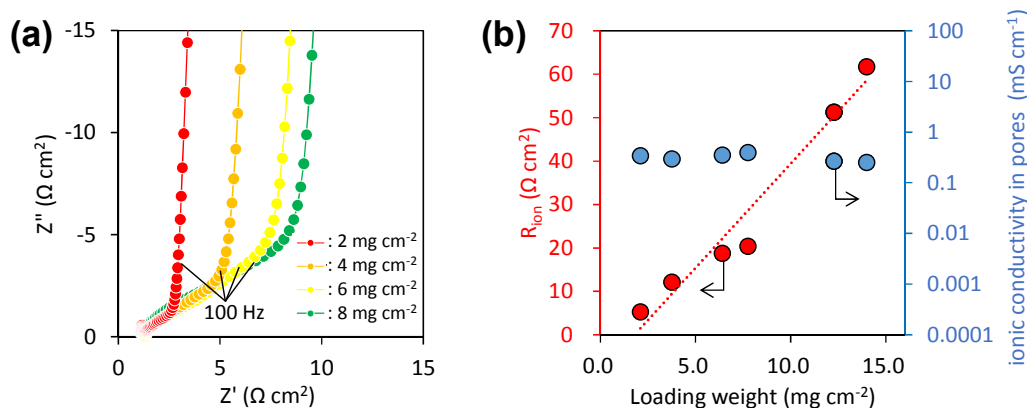 (a)
-15
-10
-5
0
0
5
10
15
Z'' (Ω cm²)
Z' (Ω cm²)
100 Hz
: 2 mg cm⁻²
: 4 mg cm⁻²
: 6 mg cm⁻²
: 8 mg cm⁻²
(b)
70
60
50
40
30
20
10
0
R_ion (Ω cm²)
0.0
5.0
10.0
15.0
Loading weight (mg cm⁻²)
100
10
1
0.1
0.01
0.001
0.0001
ionic conductivity in pores (mS cm⁻¹)